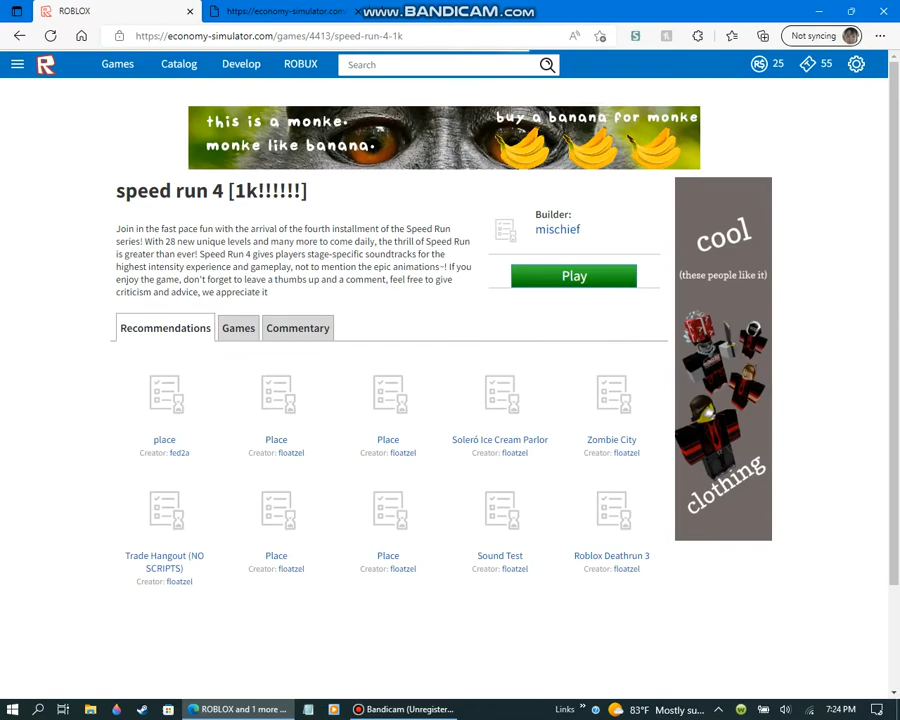 ROBLOX
https://economy-simulator.com/
www.BANDICAM.com
https://economy-simulator.com/games/4413/speed-run-4-1k
Not syncing
Games
Catalog
Develop
ROBUX
Search
R$ 25
55
this is a monke.
buy a banana for monke
monke like banana.
speed run 4 [1k!!!!!!]
Join in the fast pace fun with the arrival of the fourth installment of the Speed Run
series! With 28 new unique levels and many more to come daily, the thrill of Speed Run
is greater than ever! Speed Run 4 gives players stage-specific soundtracks for the
highest intensity experience and gameplay, not to mention the epic animations~! If you
enjoy the game, don't forget to leave a thumbs up and a comment, feel free to give
criticism and advice, we appreciate it
Builder:
mischief
Play
cool
(these people like it)
clothing
Recommendations
Games
Commentary
place
Creator: fed2a
Place
Creator: floatzel
Place
Creator: floatzel
Soleró Ice Cream Parlor
Creator: floatzel
Zombie City
Creator: floatzel
Trade Hangout (NO
SCRIPTS)
Creator: floatzel
Place
Creator: floatzel
Place
Creator: floatzel
Sound Test
Creator: floatzel
Roblox Deathrun 3
Creator: floatzel
ROBLOX and 1 more ...
Bandicam (Unregister...
Links
83°F Mostly su...
7:24 PM